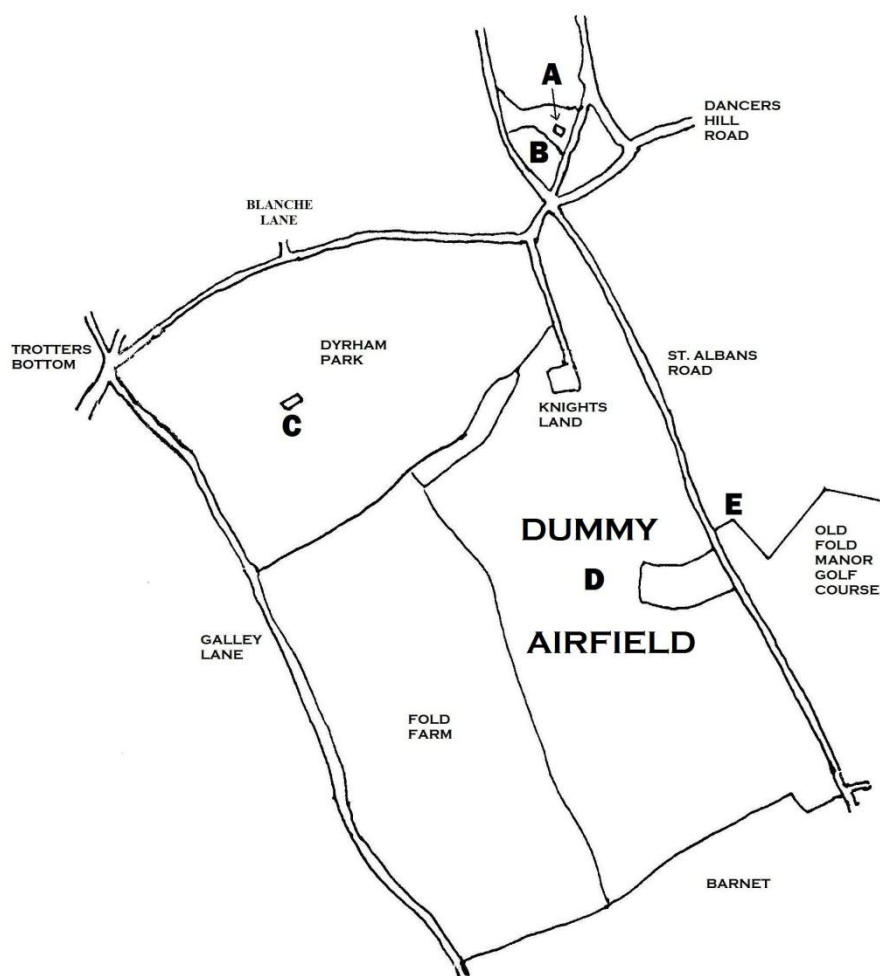 A
DANCERS
HILL
ROAD
B
BLANCHE
LANE
TROTTERS
BOTTOM
DYRHAM
PARK
ST. ALBANS
ROAD
C
KNIGHTS
LAND
E
DUMMY
OLD
FOLD
MANOR
GOLF
COURSE
D
AIRFIELD
GALLEY
LANE
FOLD
FARM
BARNET